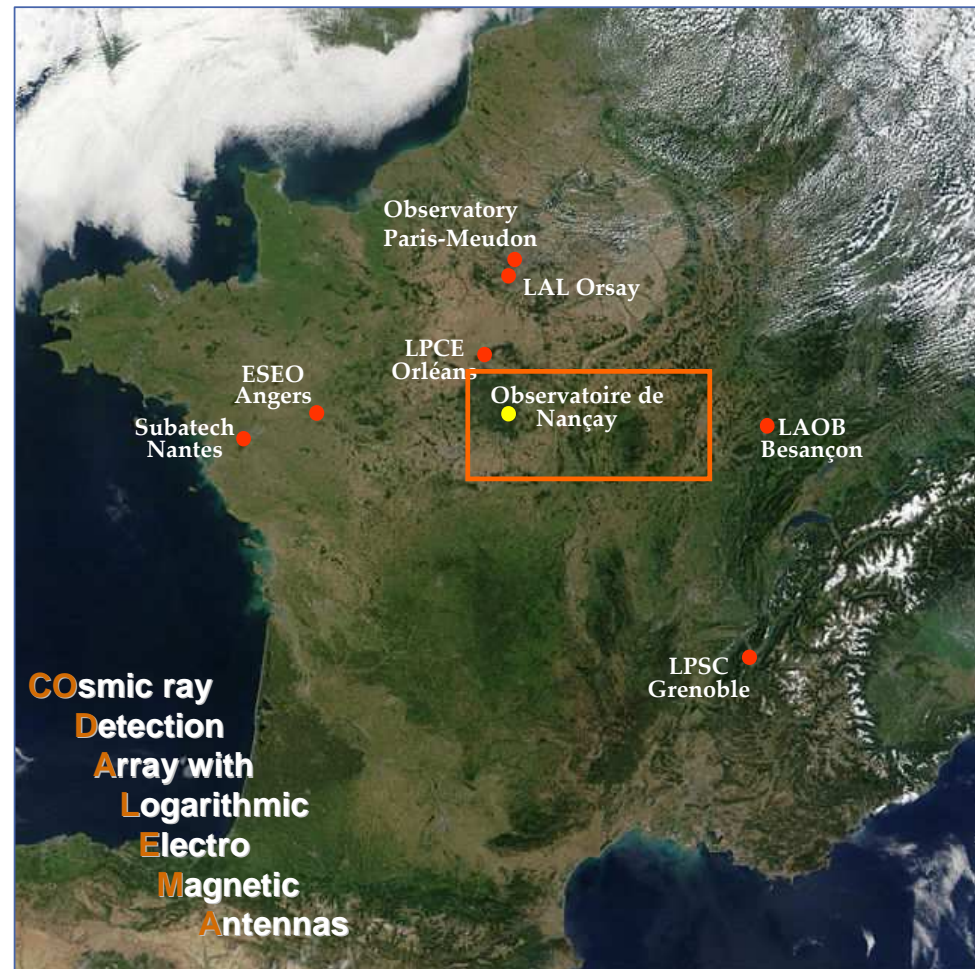 Observatory
Paris-Meudon
LAL Orsay
LPCE
Orléans
ESEO
Angers
Observatoire de
Nançay
Subatech
Nantes
LAOB
Besançon
LPSC
Grenoble
COsmic ray
Detection
Array with
Logarithmic
Electro
Magnetic
Antennas